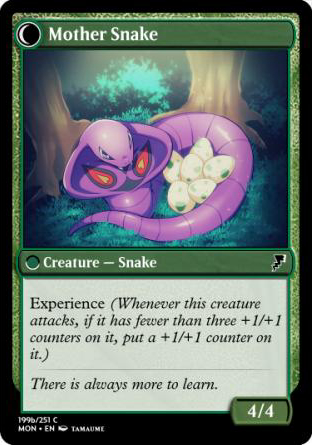 Mother Snake
Creature — Snake
Experience (Whenever this creature
attacks, if it has fewer than three +1/+1
counters on it, put a +1/+1 counter on
it.)
There is always more to learn.
4/4
199b/251 C
MON • EN TAMAUME